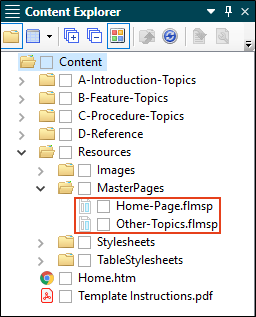 Content Explorer
Content
A-Introduction-Topics
B-Feature-Topics
C-Procedure-Topics
D-Reference
Resources
Images
MasterPages
Home-Page.flmsp
Other-Topics.flmsp
Stylesheets
TableStylesheets
Home.htm
Template Instructions.pdf